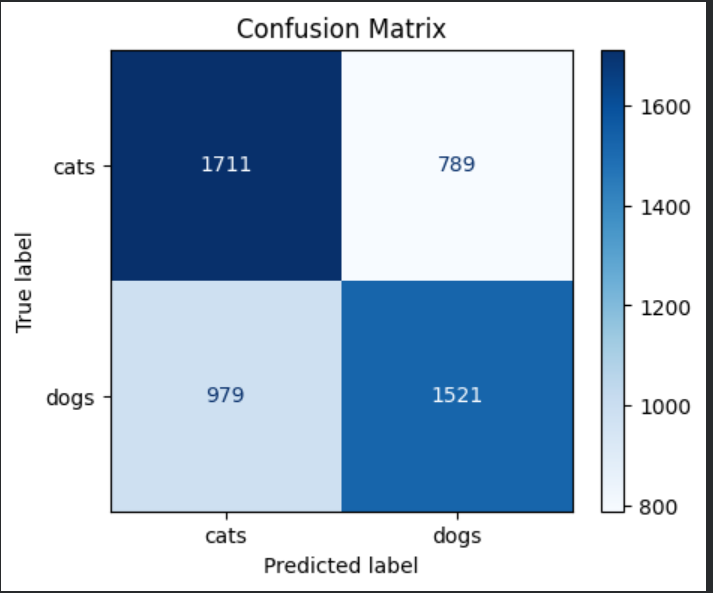 Confusion Matrix
cats
1711
789
dogs
979
1521
True label
cats
dogs
Predicted label
1600
1400
1200
1000
800